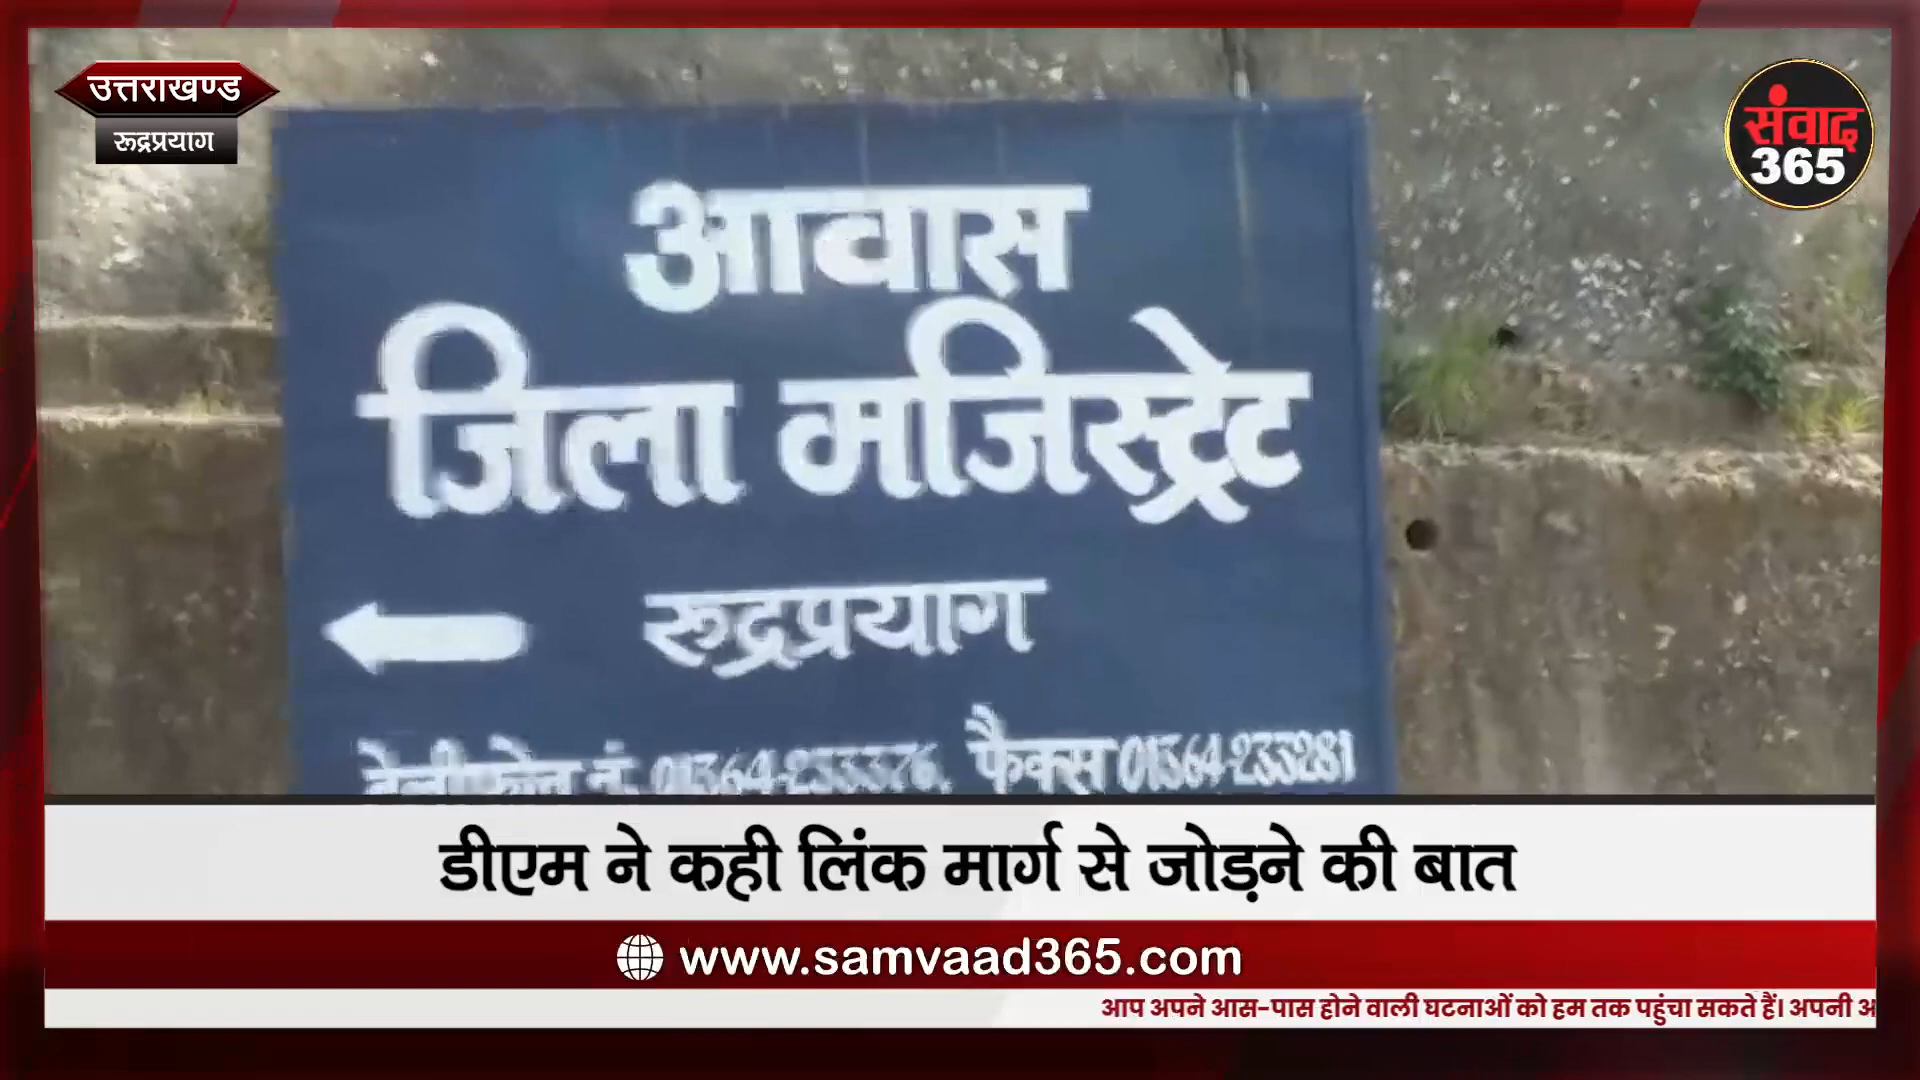 उत्तराखण्ड
रूद्रप्रयाग
संवाद
365
आवास
जिला मजिस्ट्रेट
रूद्रप्रयाग
फैक्स 01364-233281
डीएम ने कही लिंक मार्ग से जोड़ने की बात
www.samvaad365.com
आप अपने आस-पास होने वाली घटनाओं को हम तक पहुंचा सकते हैं। अपनी